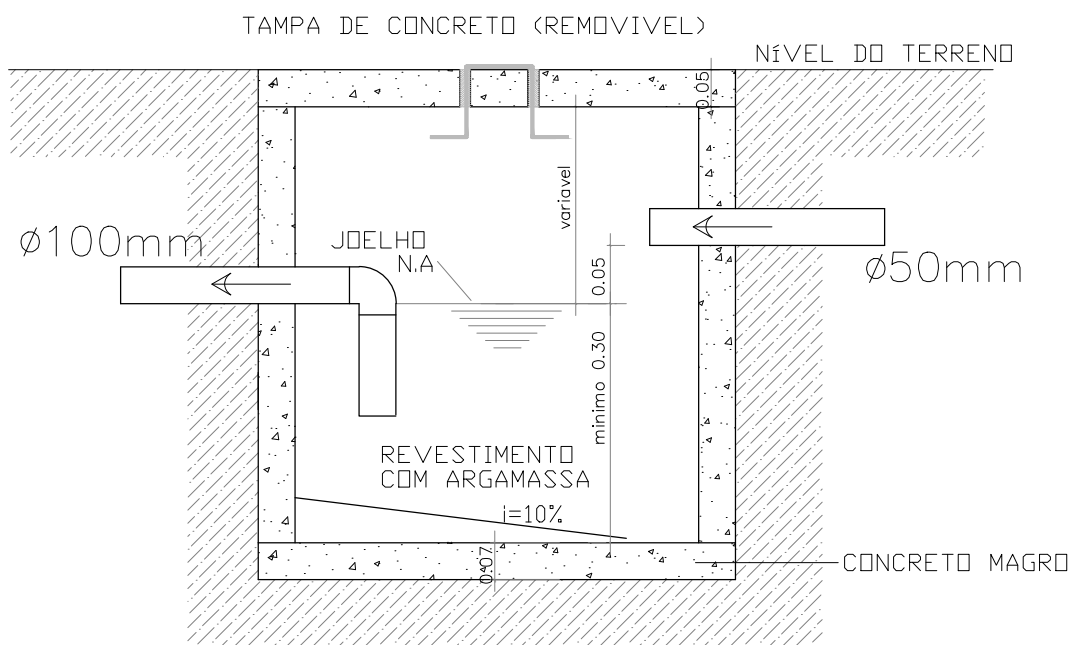 TAMPA DE CONCRETO (REMOVIVEL)
NíVEL DO TERRENO
0.05
variavel
Ø100mm
JOELHO
N.A
0.05
Ø50mm
minimo 0.30
REVESTIMENTO
COM ARGAMASSA
i=10%
0.07
CONCRETO MAGRO